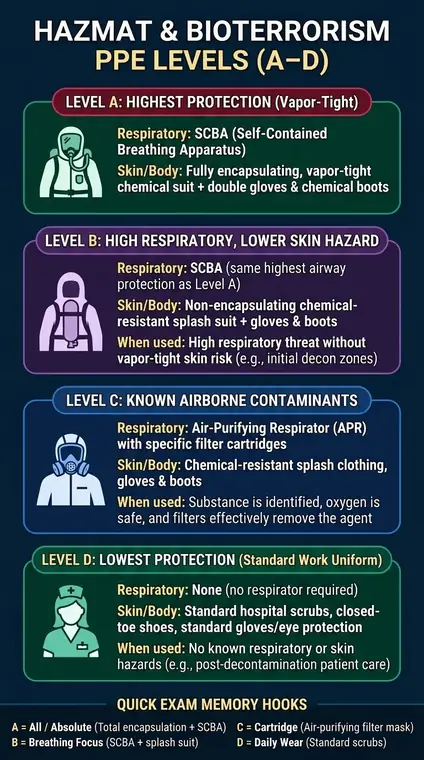 HAZMAT & BIOTERRORISM
PPE LEVELS (A–D)
LEVEL A: HIGHEST PROTECTION (Vapor-Tight)
Respiratory: SCBA (Self-Contained
Breathing Apparatus)
Skin/Body: Fully encapsulating, vapor-tight
chemical suit + double gloves & chemical boots
LEVEL B: HIGH RESPIRATORY, LOWER SKIN HAZARD
Respiratory: SCBA (same highest airway
protection as Level A)
Skin/Body: Non-encapsulating chemical-
resistant splash suit + gloves & boots
When used: High respiratory threat without
vapor-tight skin risk (e.g., initial decon zones)
LEVEL C: KNOWN AIRBORNE CONTAMINANTS
Respiratory: Air-Purifying Respirator (APR)
with specific filter cartridges
Skin/Body: Chemical-resistant splash clothing,
gloves & boots
When used: Substance is identified, oxygen is
safe, and filters effectively remove the agent
LEVEL D: LOWEST PROTECTION (Standard Work Uniform)
Respiratory: None (no respirator required)
Skin/Body: Standard hospital scrubs, closed-
toe shoes, standard gloves/eye protection
When used: No known respiratory or skin
hazards (e.g., post-decontamination patient care)
QUICK EXAM MEMORY HOOKS
A = All / Absolute (Total encapsulation + SCBA)
B = Breathing Focus (SCBA + splash suit)
C = Cartridge (Air-purifying filter mask)
D = Daily Wear (Standard scrubs)